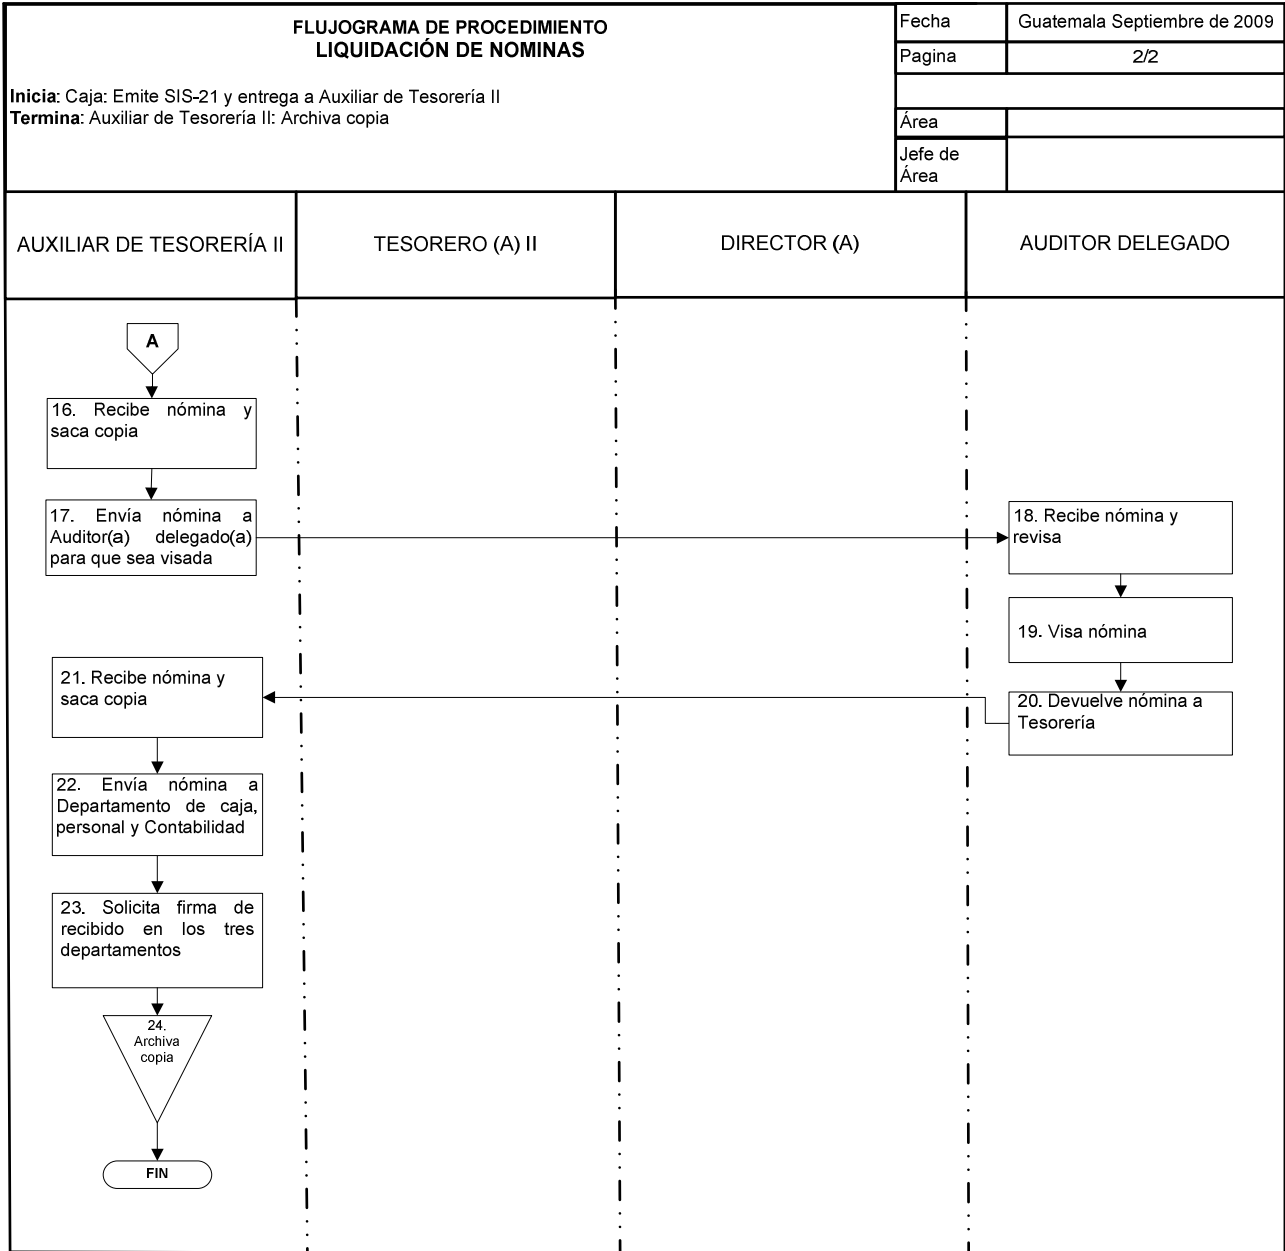 FLUJOGRAMA DE PROCEDIMIENTO
LIQUIDACIÓN DE NOMINAS
Inicia: Caja: Emite SIS-21 y entrega a Auxiliar de Tesorería II
Termina: Auxiliar de Tesorería II: Archiva copia
Fecha
Guatemala Septiembre de 2009
Pagina
2/2
Área
Jefe de
Área
AUXILIAR DE TESORERÍA II
TESORERO (A) II
DIRECTOR (A)
AUDITOR DELEGADO
A
16. Recibe nómina y
saca copia
17. Envía nómina a
Auditor(a) delegado(a)
para que sea visada
18. Recibe nómina y
revisa
19. Visa nómina
20. Devuelve nómina a
Tesorería
21. Recibe nómina y
saca copia
22. Envía nómina a
Departamento de caja,
personal y Contabilidad
23. Solicita firma de
recibido en los tres
departamentos
24.
Archiva
copia
FIN